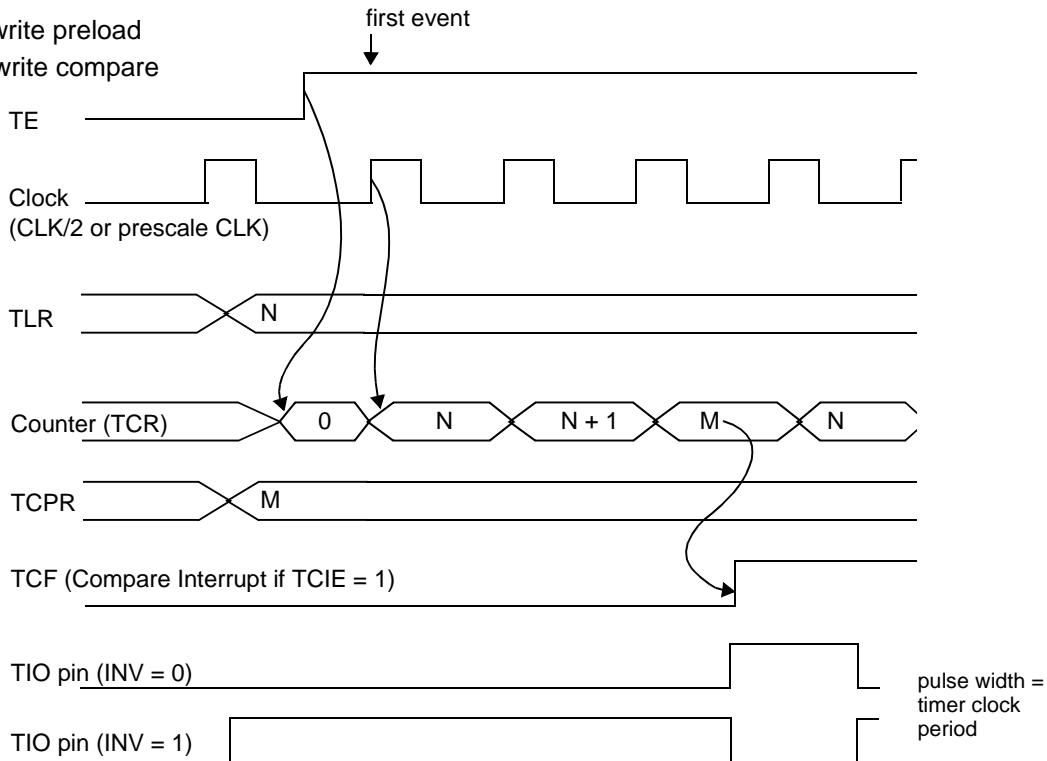 first event
write preload
write compare
TE
Clock
(CLK/2 or prescale CLK)
TLR
N
Counter (TCR)
0
N
N + 1
M
N
TCPR
M
TCF (Compare Interrupt if TCIE = 1)
TIO pin (INV = 0)
pulse width =
timer clock
period
TIO pin (INV = 1)